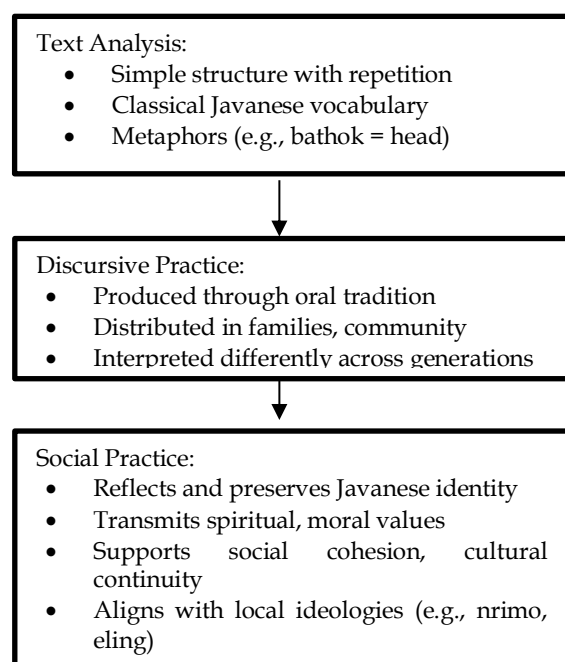 Text Analysis:
• Simple structure with repetition
• Classical Javanese vocabulary
• Metaphors (e.g., bathok = head)
Discursive Practice:
• Produced through oral tradition
• Distributed in families, community
• Interpreted differently across generations
Social Practice:
• Reflects and preserves Javanese identity
• Transmits spiritual, moral values
• Supports social cohesion, cultural
continuity
• Aligns with local ideologies (e.g., nrimo,
eling)